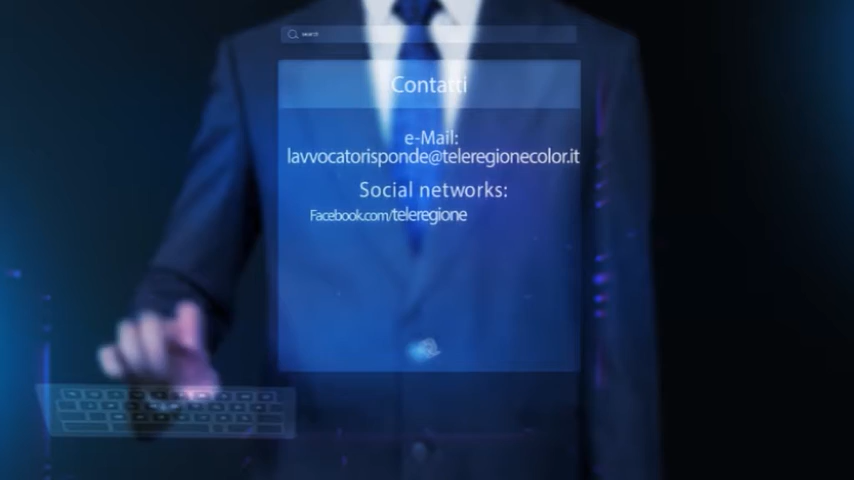 Contatti
e-Mail:
lavvocatorisponde@teleregionecolor.it
Social networks:
Facebook.com/teleregione